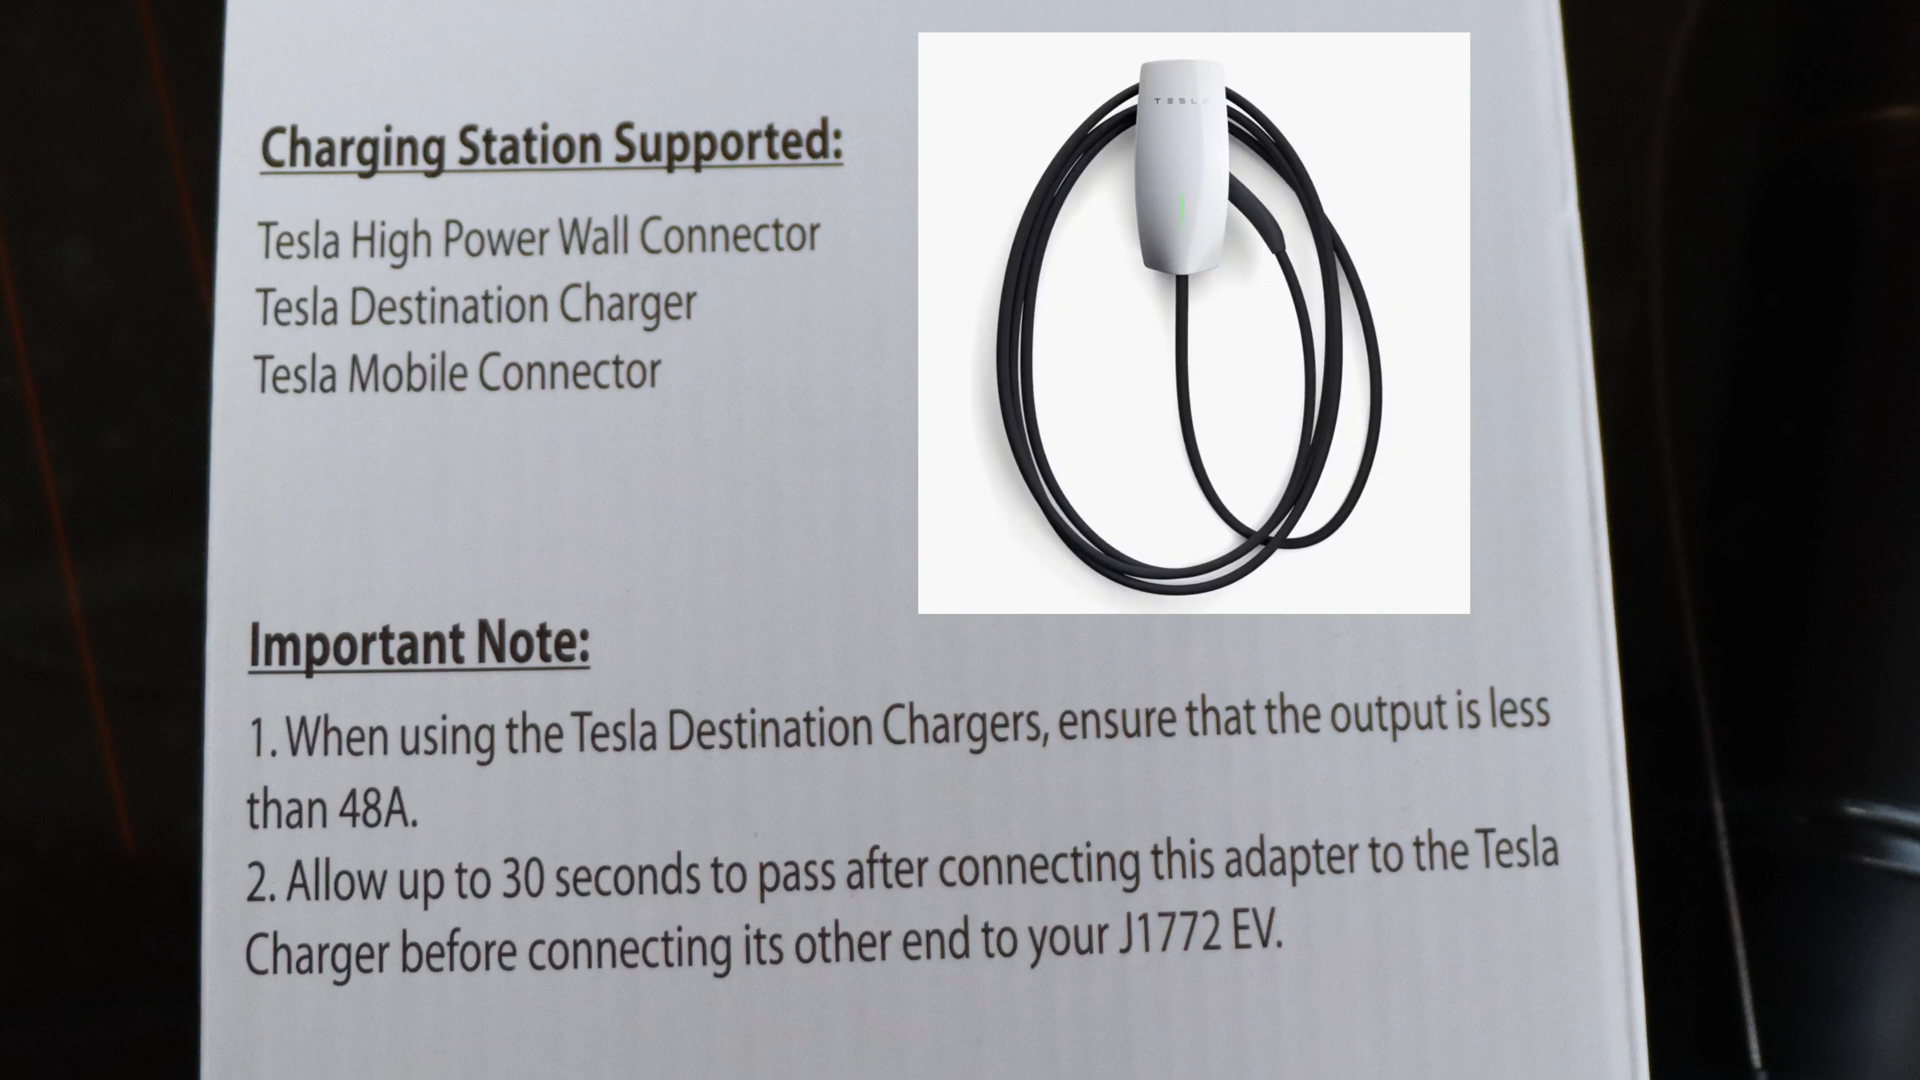 Charging Station Supported:
Tesla High Power Wall Connector
Tesla Destination Charger
Tesla Mobile Connector
TESLA
Important Note:
1. When using the Tesla Destination Chargers, ensure that the output is less
than 48A.
2. Allow up to 30 seconds to pass after connecting this adapter to the Tesla
Charger before connecting its other end to your J1772 EV.